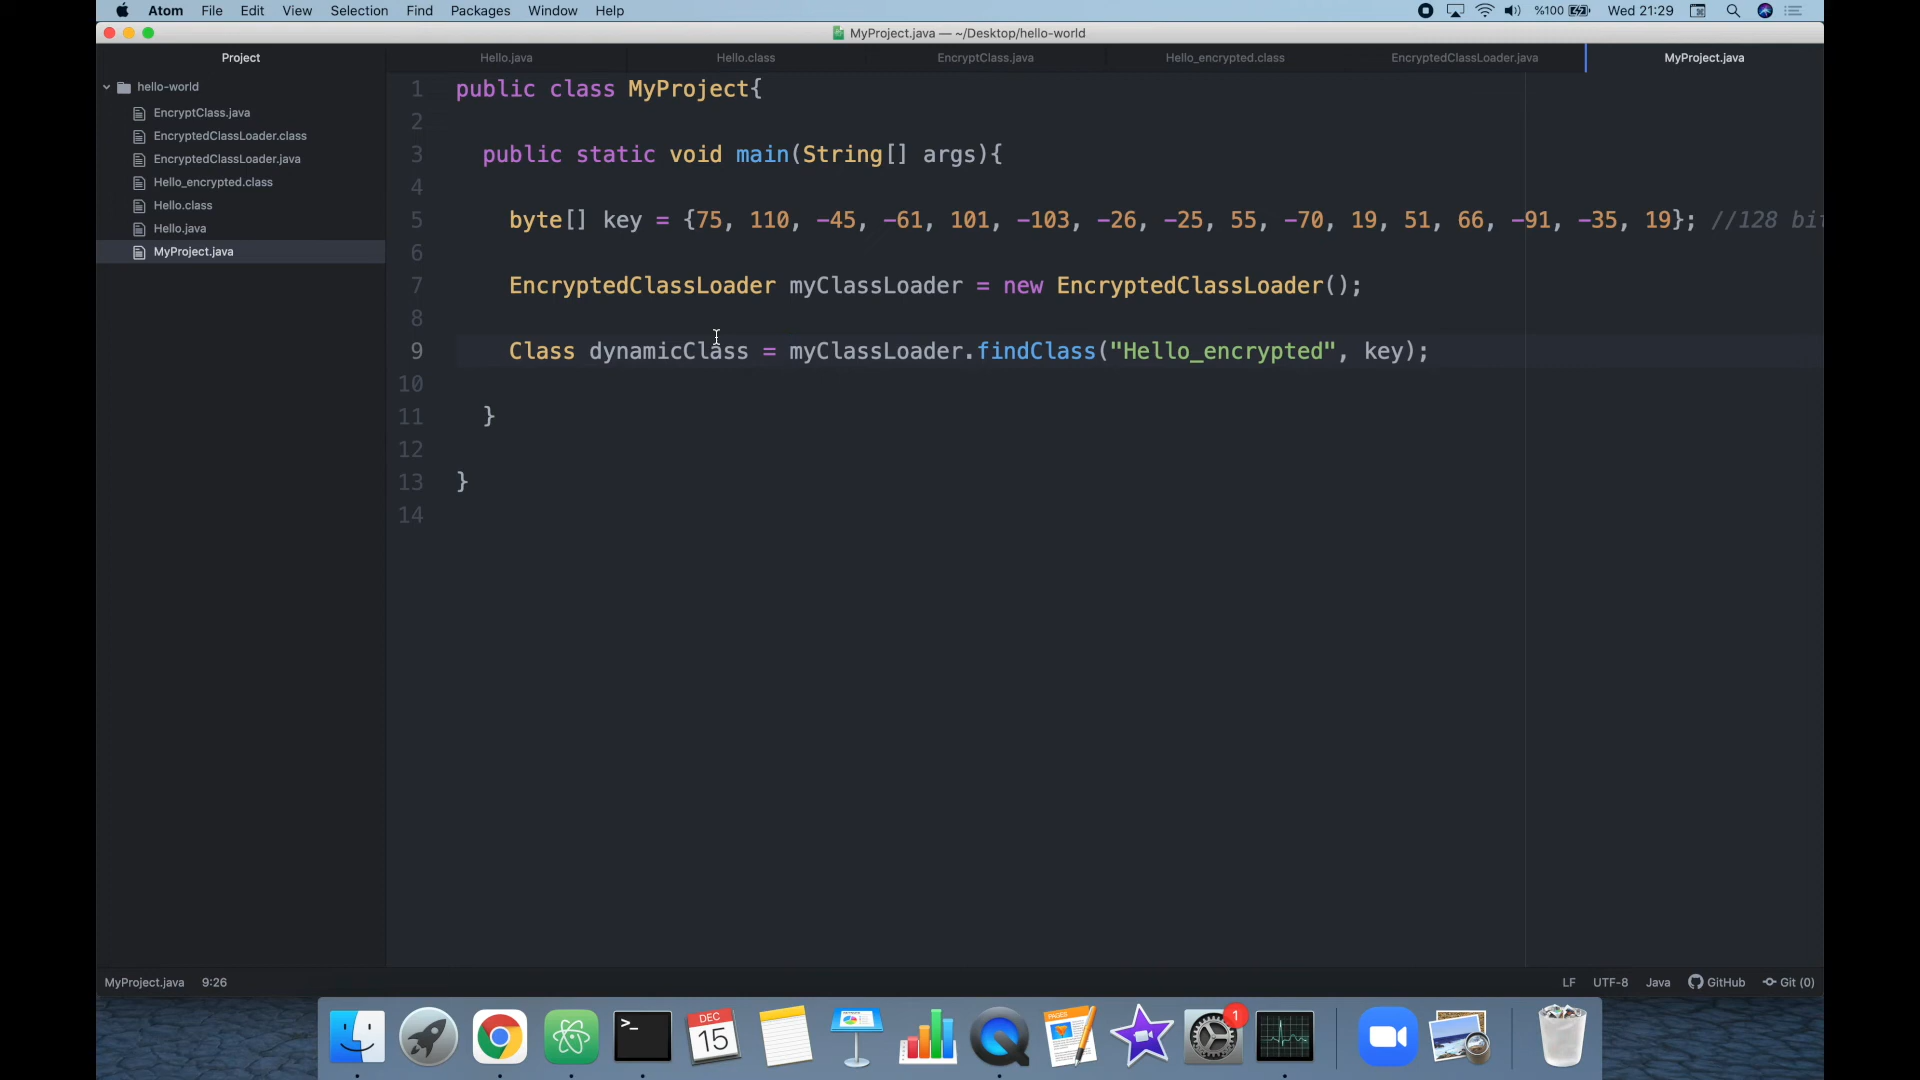 Atom File Edit View Selection Find Packages Window Help %100 Wed 21:29
MyProject.java — ~/Desktop/hello-world
Project Hello.java Hello.class EncryptClass.java Hello_encrypted.class EncryptedClassLoader.java MyProject.java
hello-world
EncryptClass.java
EncryptedClassLoader.class
EncryptedClassLoader.java
Hello_encrypted.class
Hello.class
Hello.java
MyProject.java
1 public class MyProject{
2
3 public static void main(String[] args){
4
5 byte[] key = {75, 110, -45, -61, 101, -103, -26, -25, 55, -70, 19, 51, 66, -91, -35, 19}; //128 bi
6
7 EncryptedClassLoader myClassLoader = new EncryptedClassLoader();
8
9 Class dynamicClass = myClassLoader.findClass("Hello_encrypted", key);
10
11 }
12
13 }
14
MyProject.java 9:26 LF UTF-8 Java GitHub Git (0)
>_
DEC
15
PAGES
1